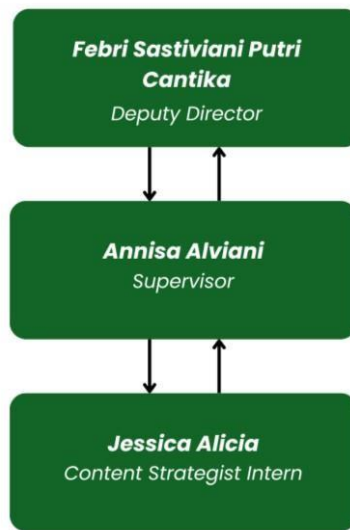 Febri Sastiviani Putri
Cantika
Deputy Director
Annisa Alviani
Supervisor
Jessica Alicia
Content Strategist Intern